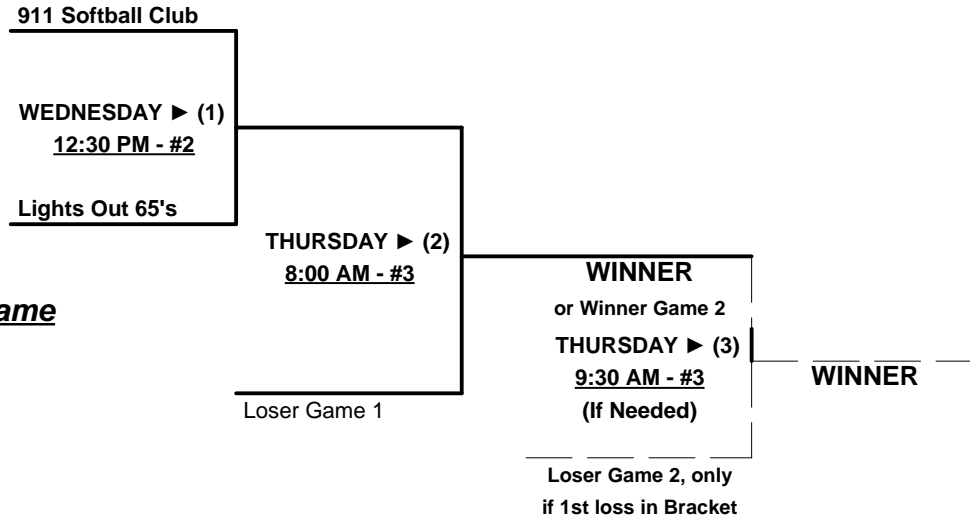 911 Softball Club
WEDNESDAY ► (1)
12:30 PM - #2
Lights Out 65's
THURSDAY ► (2)
8:00 AM - #3
WINNER
or Winner Game 2
THURSDAY ► (3)
9:30 AM - #3
(If Needed)
WINNER
Loser Game 1
Loser Game 2, only
if 1st loss in Bracket